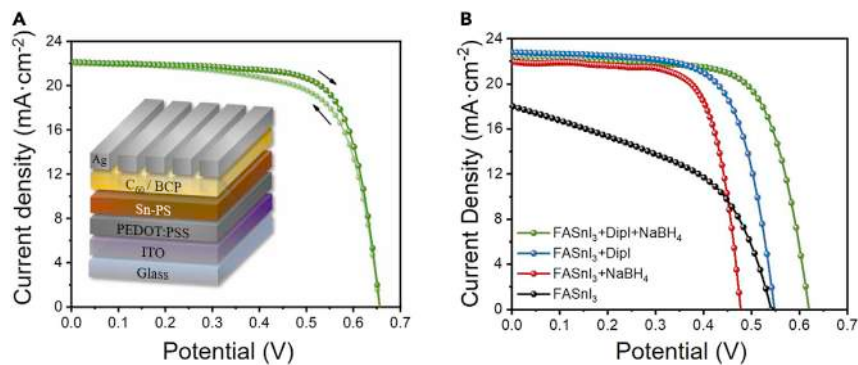 A
Current density (mA·cm⁻²)
24
20
16
12
8
4
0
0.0 0.1 0.2 0.3 0.4 0.5 0.6 0.7
Potential (V)
Ag
C₆₀ / BCP
Sn-PS
PEDOT:PSS
ITO
Glass
B
Current Density (mA·cm⁻²)
24
20
16
12
8
4
0
0.0 0.1 0.2 0.3 0.4 0.5 0.6 0.7
Potential (V)
FASnI₃+DipI+NaBH₄
FASnI₃+DipI
FASnI₃+NaBH₄
FASnI₃